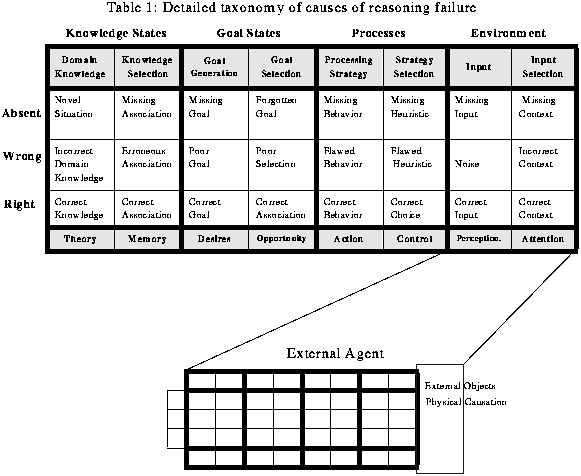 Table 1: Detailed taxonomy of causes of reasoning failure
Knowledge States Goal States Processes Environment
Domain Knowledge Goal Goal Processing Strategy Input Input
Knowledge Selection Generation Selection Strategy Selection Selection
Absent Novel Missing Missing Forgotten Missing Missing Missing Missing
Situation Association Goal Goal Behavior Heuristic Input Context
Wrong Incorrect Erroneous Poor Poor Flawed Flawed Noise Incorrect
Domain Association Goal Selection Behavior Heuristic Context
Knowledge
Right Correct Correct Correct Correct Correct Correct Correct Correct
Knowledge Association Goal Association Behavior Choice Input Context
Theory Memory Desires Opportunity Action Control Perception. Attention
External Agent
External Objects
Physical Causation